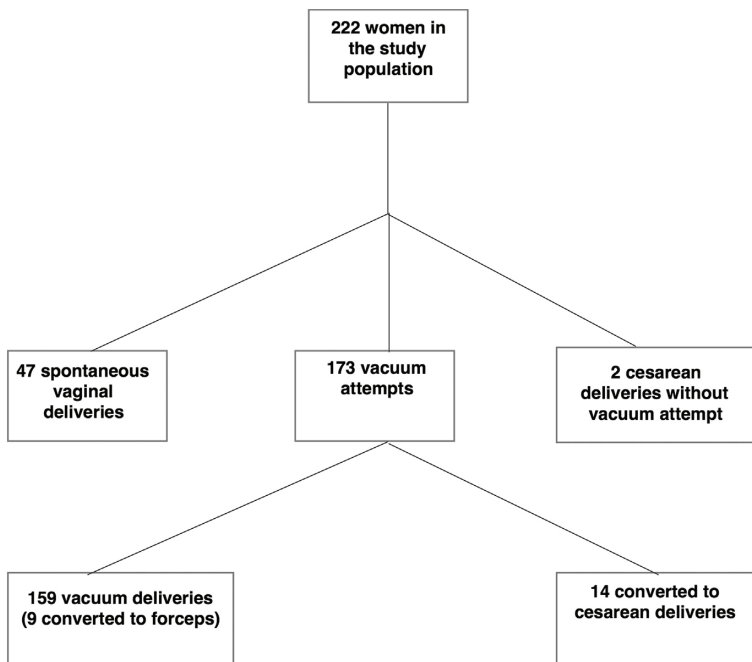 222 women in
the study
population
47 spontaneous
vaginal
deliveries
173 vacuum
attempts
2 cesarean
deliveries without
vacuum attempt
159 vacuum deliveries
(9 converted to forceps)
14 converted to
cesarean deliveries